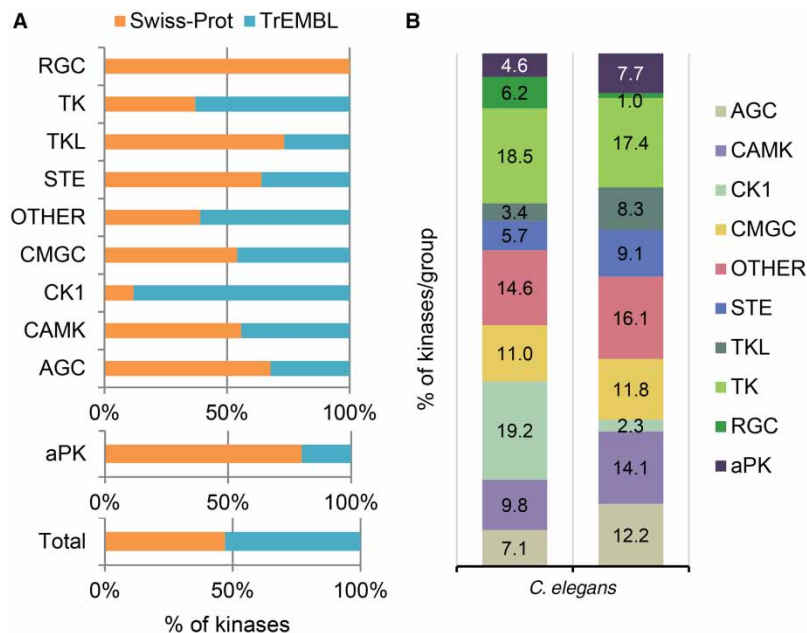 A
Swiss-Prot TrEMBL
RGC
TK
TKL
STE
OTHER
CMGC
CK1
CAMK
AGC
0% 50% 100%
aPK
0% 50% 100%
Total
0% 50% 100%
% of kinases
B
% of kinases/group
4.6
6.2
18.5
3.4
5.7
14.6
11.0
19.2
9.8
7.1
7.7
1.0
17.4
8.3
9.1
16.1
11.8
2.3
14.1
12.2
C. elegans
AGC
CAMK
CK1
CMGC
OTHER
STE
TKL
TK
RGC
aPK